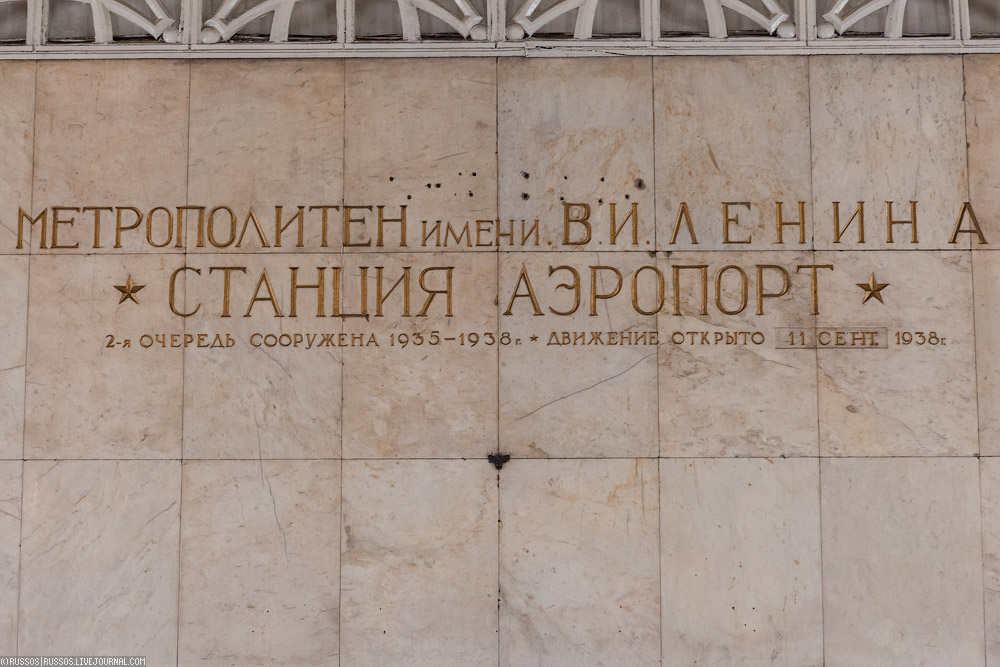 МЕТРОПОЛИТЕН ИМЕНИ. В.И. ЛЕНИНА
★ СТАНЦИЯ АЭРОПОРТ ★
2-я ОЧЕРЕДЬ СООРУЖЕНА 1935–1938 г. ★ ДВИЖЕНИЕ ОТКРЫТО 11 СЕНТ. 1938 г.
©RUSSOS|RUSSOS.LIVEJOURNAL.COM